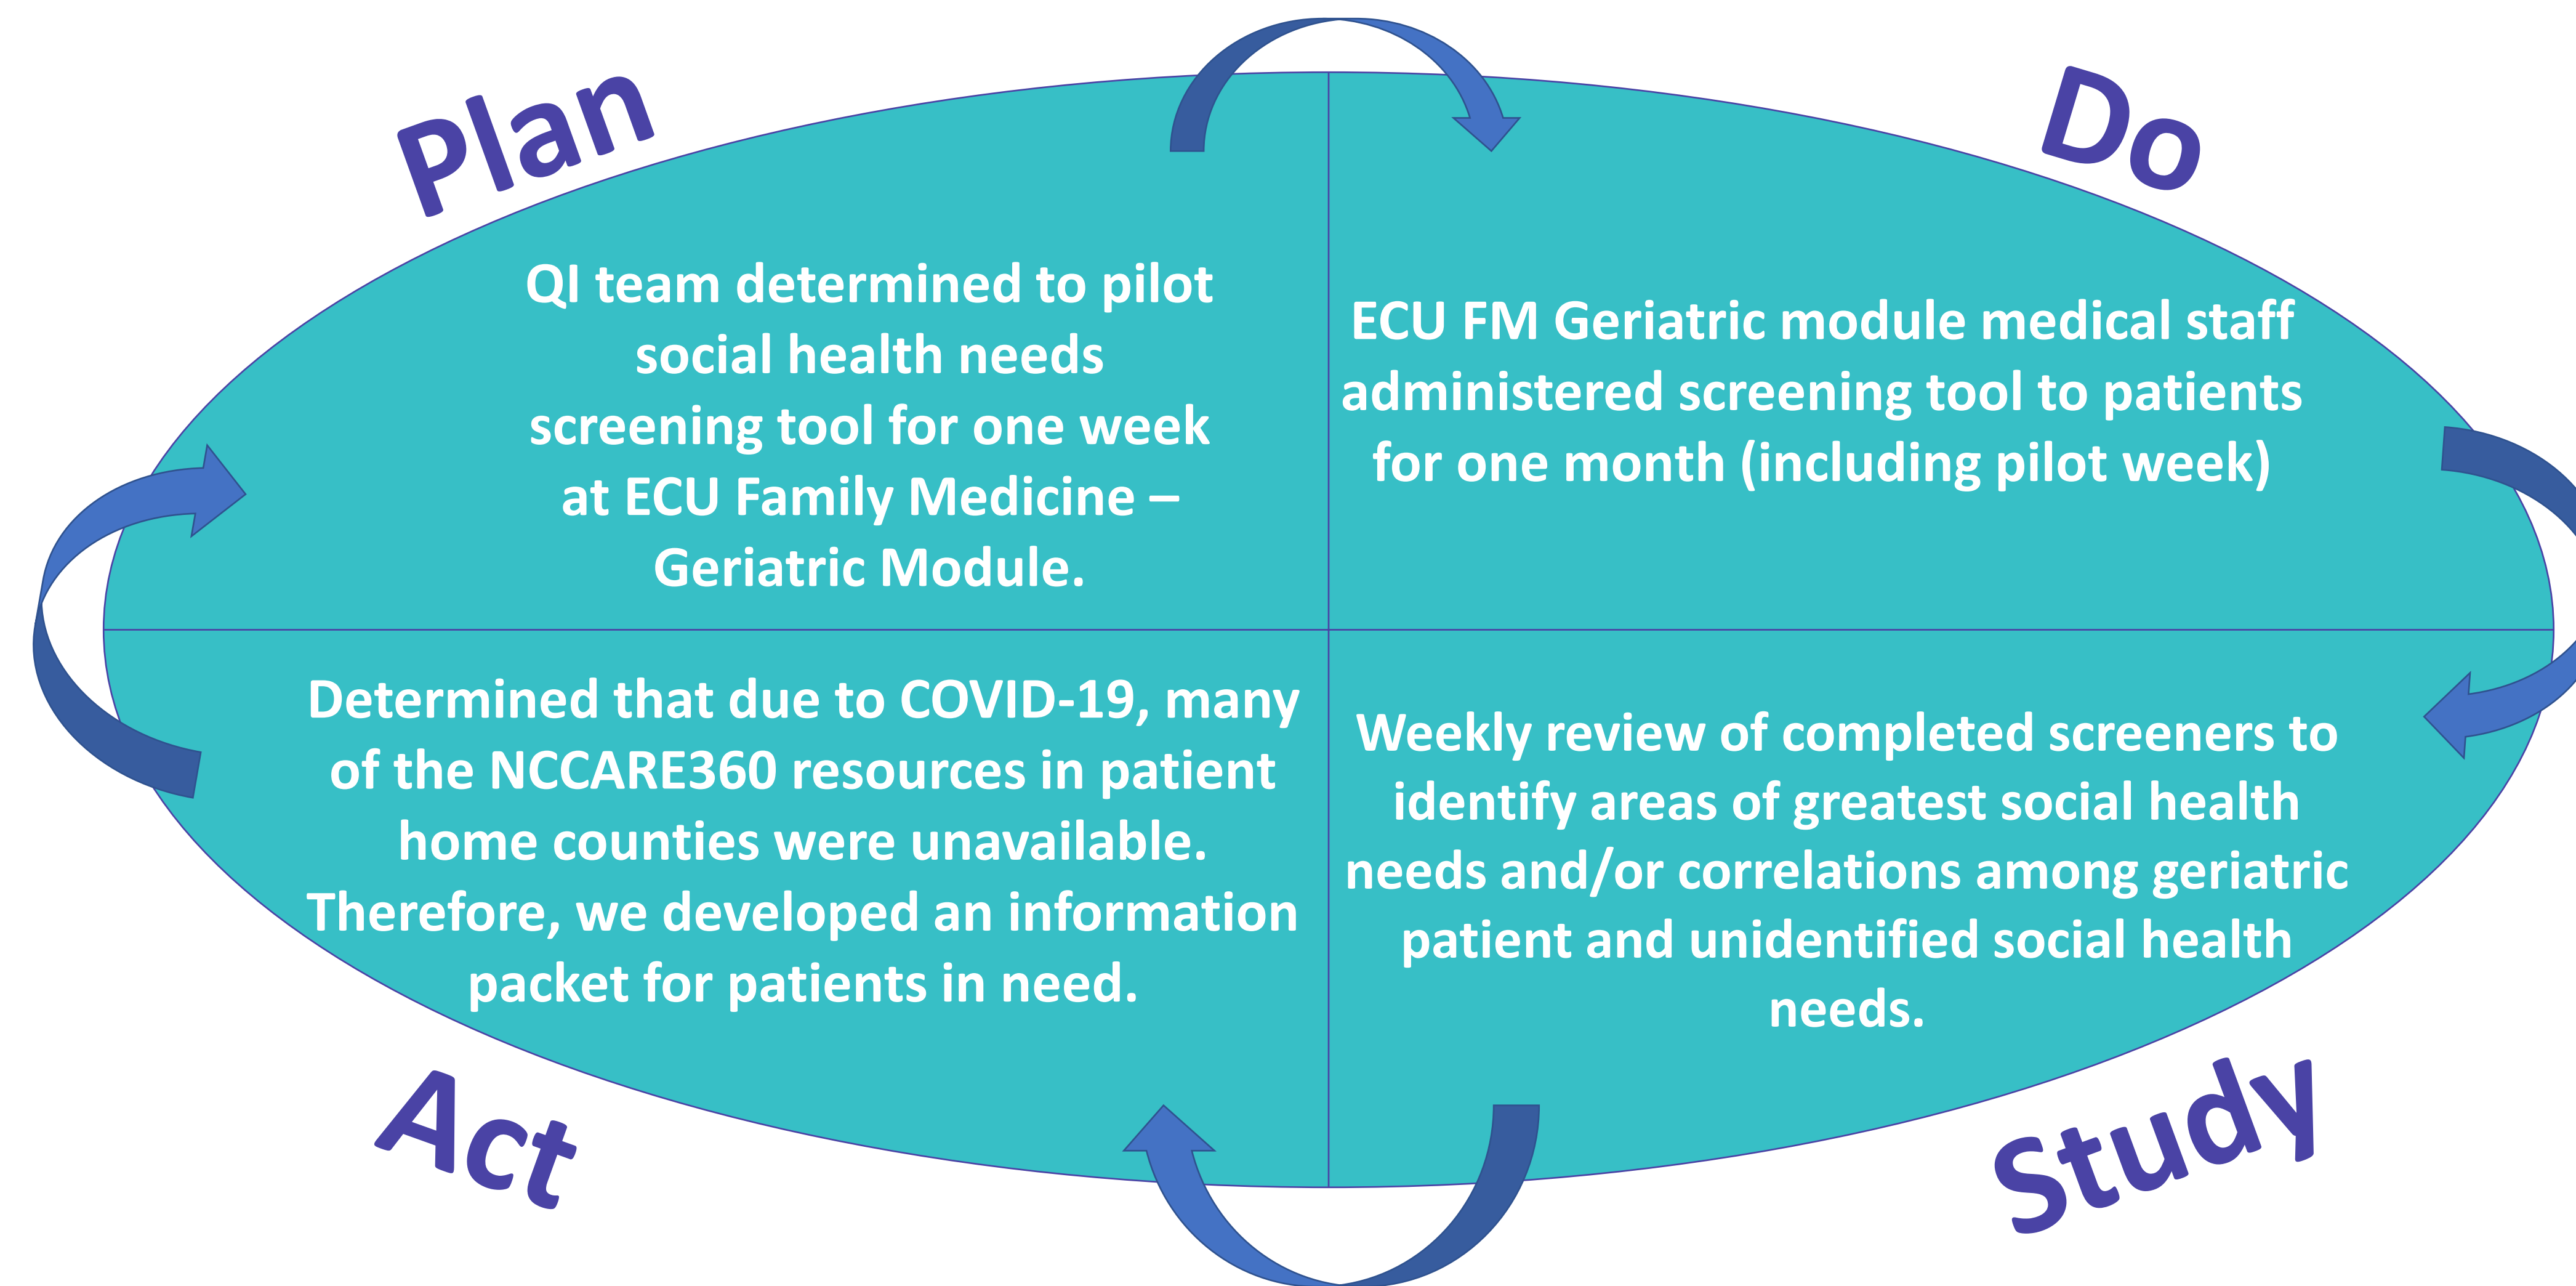 Plan
QI team determined to pilot
social health needs
screening tool for one week
at ECU Family Medicine –
Geriatric Module.
Do
ECU FM Geriatric module medical staff
administered screening tool to patients
for one month (including pilot week)
Study
Weekly review of completed screeners to
identify areas of greatest social health
needs and/or correlations among geriatric
patient and unidentified social health
needs.
Act
Determined that due to COVID-19, many
of the NCCARE360 resources in patient
home counties were unavailable.
Therefore, we developed an information
packet for patients in need.